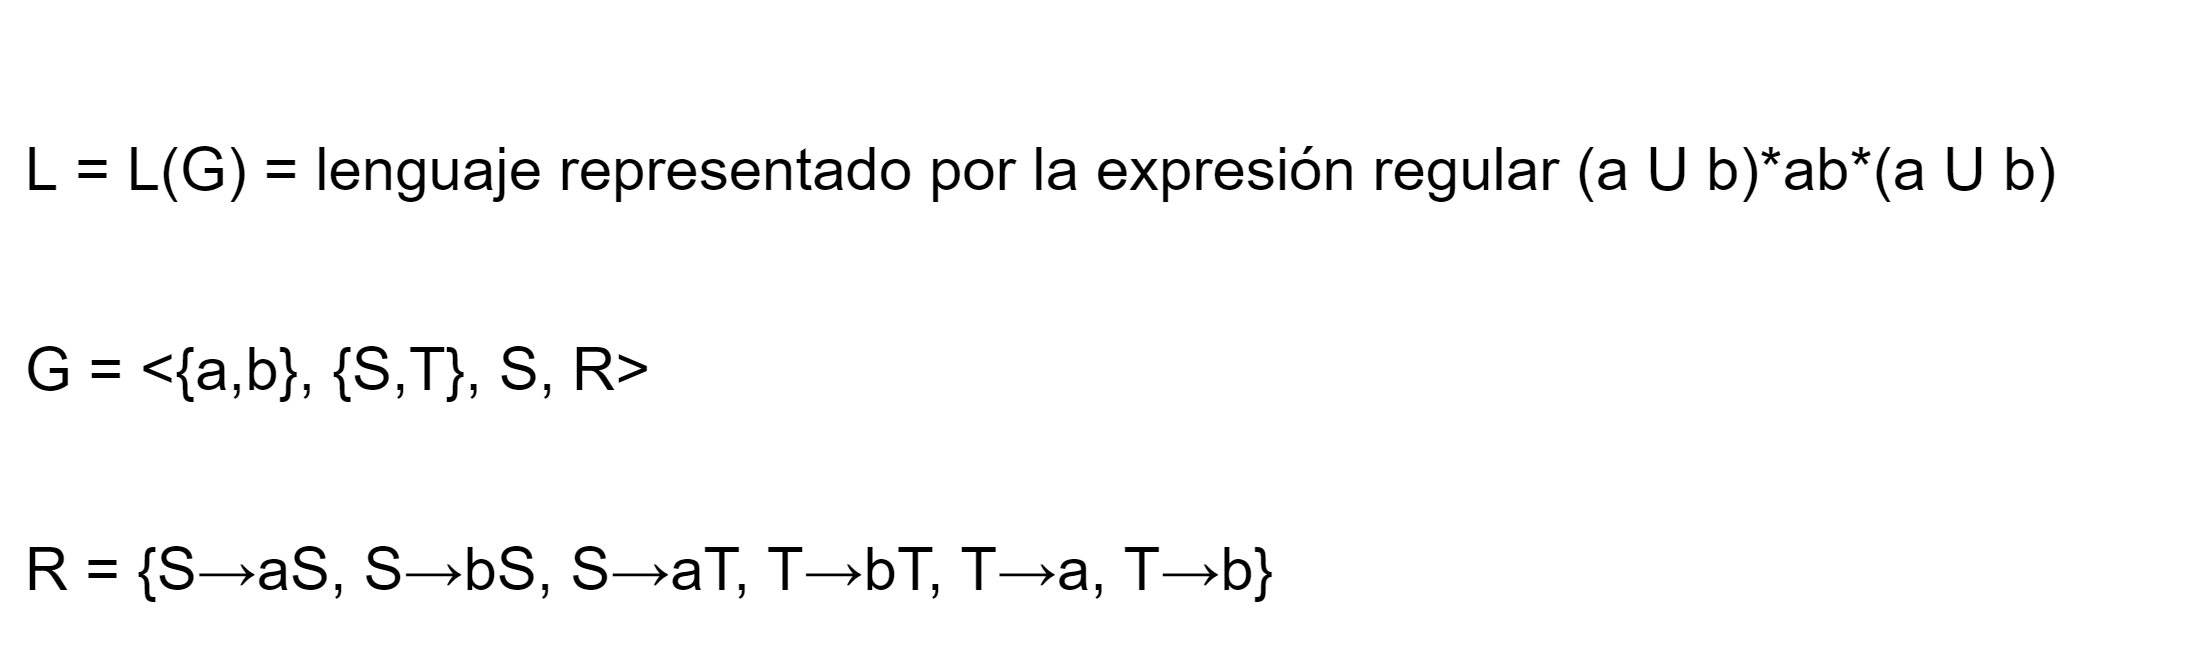 L = L(G) = lenguaje representado por la expresión regular (a U b)*ab*(a U b)
G = <{a,b}, {S,T}, S, R>
R = {S→aS, S→bS, S→aT, T→bT, T→a, T→b}